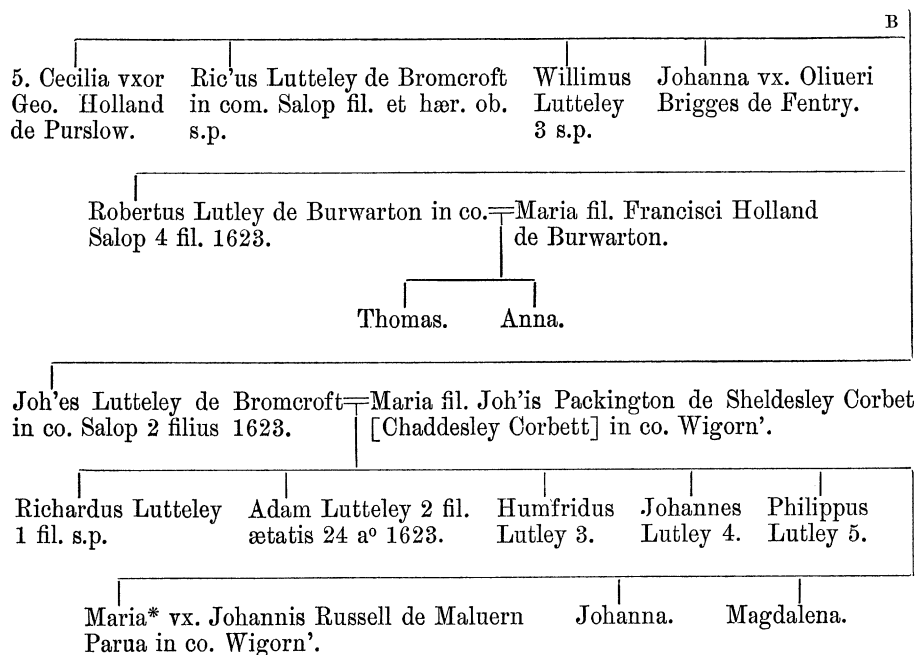 B
5. Cecilia vxor
Geo. Holland
de Purslow.
Ric'us Lutteley de Bromcroft
in com. Salop fil. et hær. ob.
s.p.
Willimus
Lutteley
3 s.p.
Johanna vx. Oliueri
Brigges de Fentry.
Robertus Lutley de Burwarton in co.
Salop 4 fil. 1623.
Maria fil. Francisci Holland
de Burwarton.
Thomas.
Anna.
Joh'es Lutteley de Bromcroft
in co. Salop 2 filius 1623.
Maria fil. Joh'is Packington de Sheldesley Corbet
[Chaddesley Corbett] in co. Wigorn'.
Richardus Lutteley
1 fil. s.p.
Adam Lutteley 2 fil.
ætatis 24 aº 1623.
Humfridus
Lutley 3.
Johannes
Lutley 4.
Philippus
Lutley 5.
Maria* vx. Johannis Russell de Maluern
Parua in co. Wigorn'.
Johanna.
Magdalena.